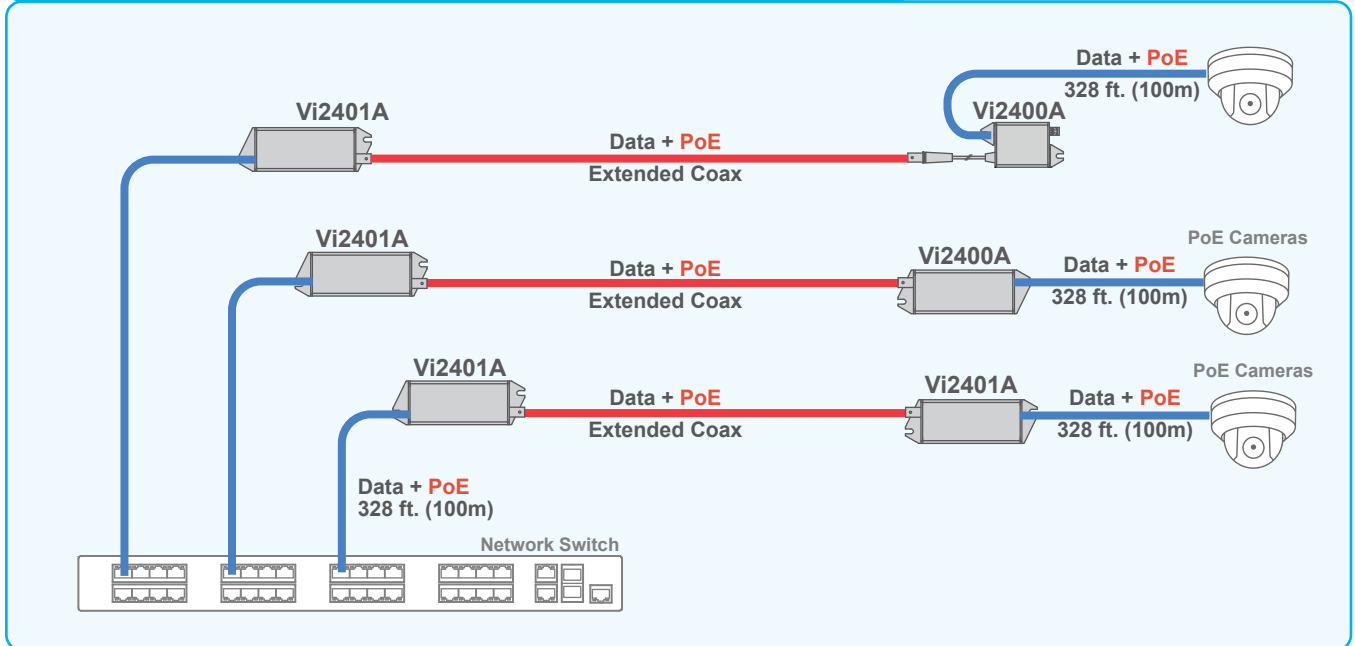 Data + PoE
328 ft. (100m)
Vi2401A
Vi2400A
Data + PoE
Extended Coax
Vi2401A
Data + PoE
Extended Coax
Vi2400A
Data + PoE
328 ft. (100m)
PoE Cameras
Vi2401A
Data + PoE
Extended Coax
Vi2401A
Data + PoE
328 ft. (100m)
PoE Cameras
Data + PoE
328 ft. (100m)
Network Switch